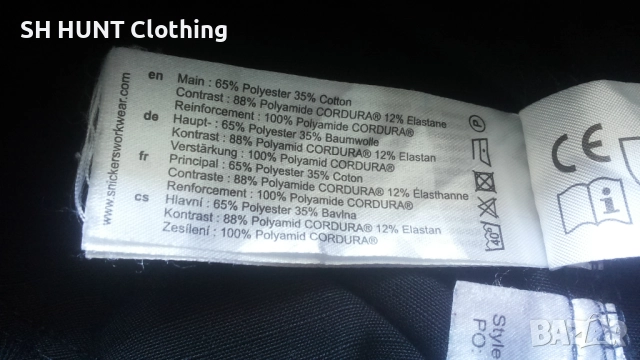 SH HUNT Clothing
www.snickersworkwear.com
en
Main : 65% Polyester 35% Cotton
Contrast : 88% Polyamide CORDURA® 12% Elastane
Reinforcement : 100% Polyamide CORDURA®
de
Haupt- : 65% Polyester 35% Baumwolle
Kontrast : 88% Polyamid CORDURA® 12% Elastan
Verstärkung : 100% Polyamid CORDURA®
fr
Principal : 65% Polyester 35% Coton
Contraste : 88% Polyamide CORDURA® 12% Elasthanne
Renforcement : 100% Polyamide CORDURA®
cs
Hlavní : 65% Polyester 35% Bavlna
Kontrast : 88% Polyamid CORDURA® 12% Elastan
Zesílení : 100% Polyamid CORDURA®
P
40
CE
i
Style
PO: